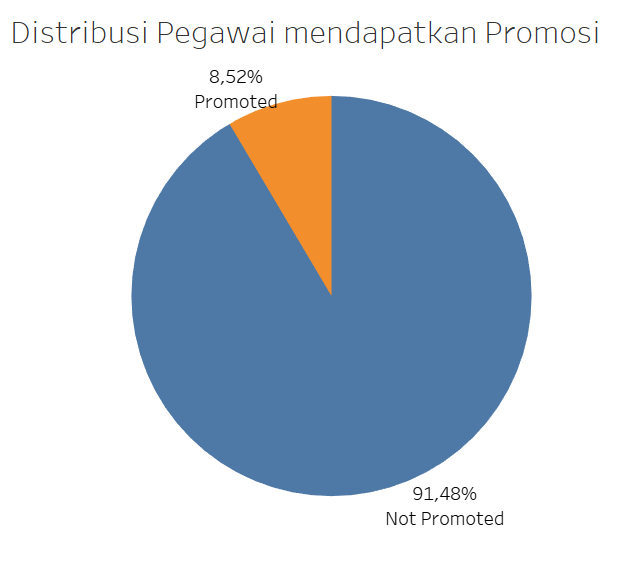 Distribusi Pegawai mendapatkan Promosi
8,52%
Promoted
91,48%
Not Promoted